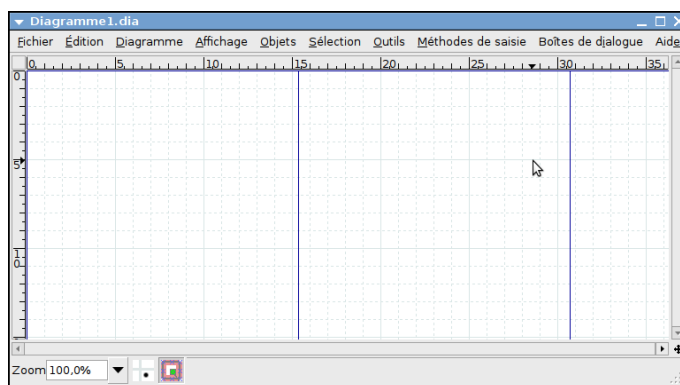 Diagramme1.dia
Fichier Édition Diagramme Affichage Objets Sélection Outils Méthodes de saisie Boîtes de dialogue Aide
0 5 10 15 20 25 30 35
0
5
10
Zoom 100,0%